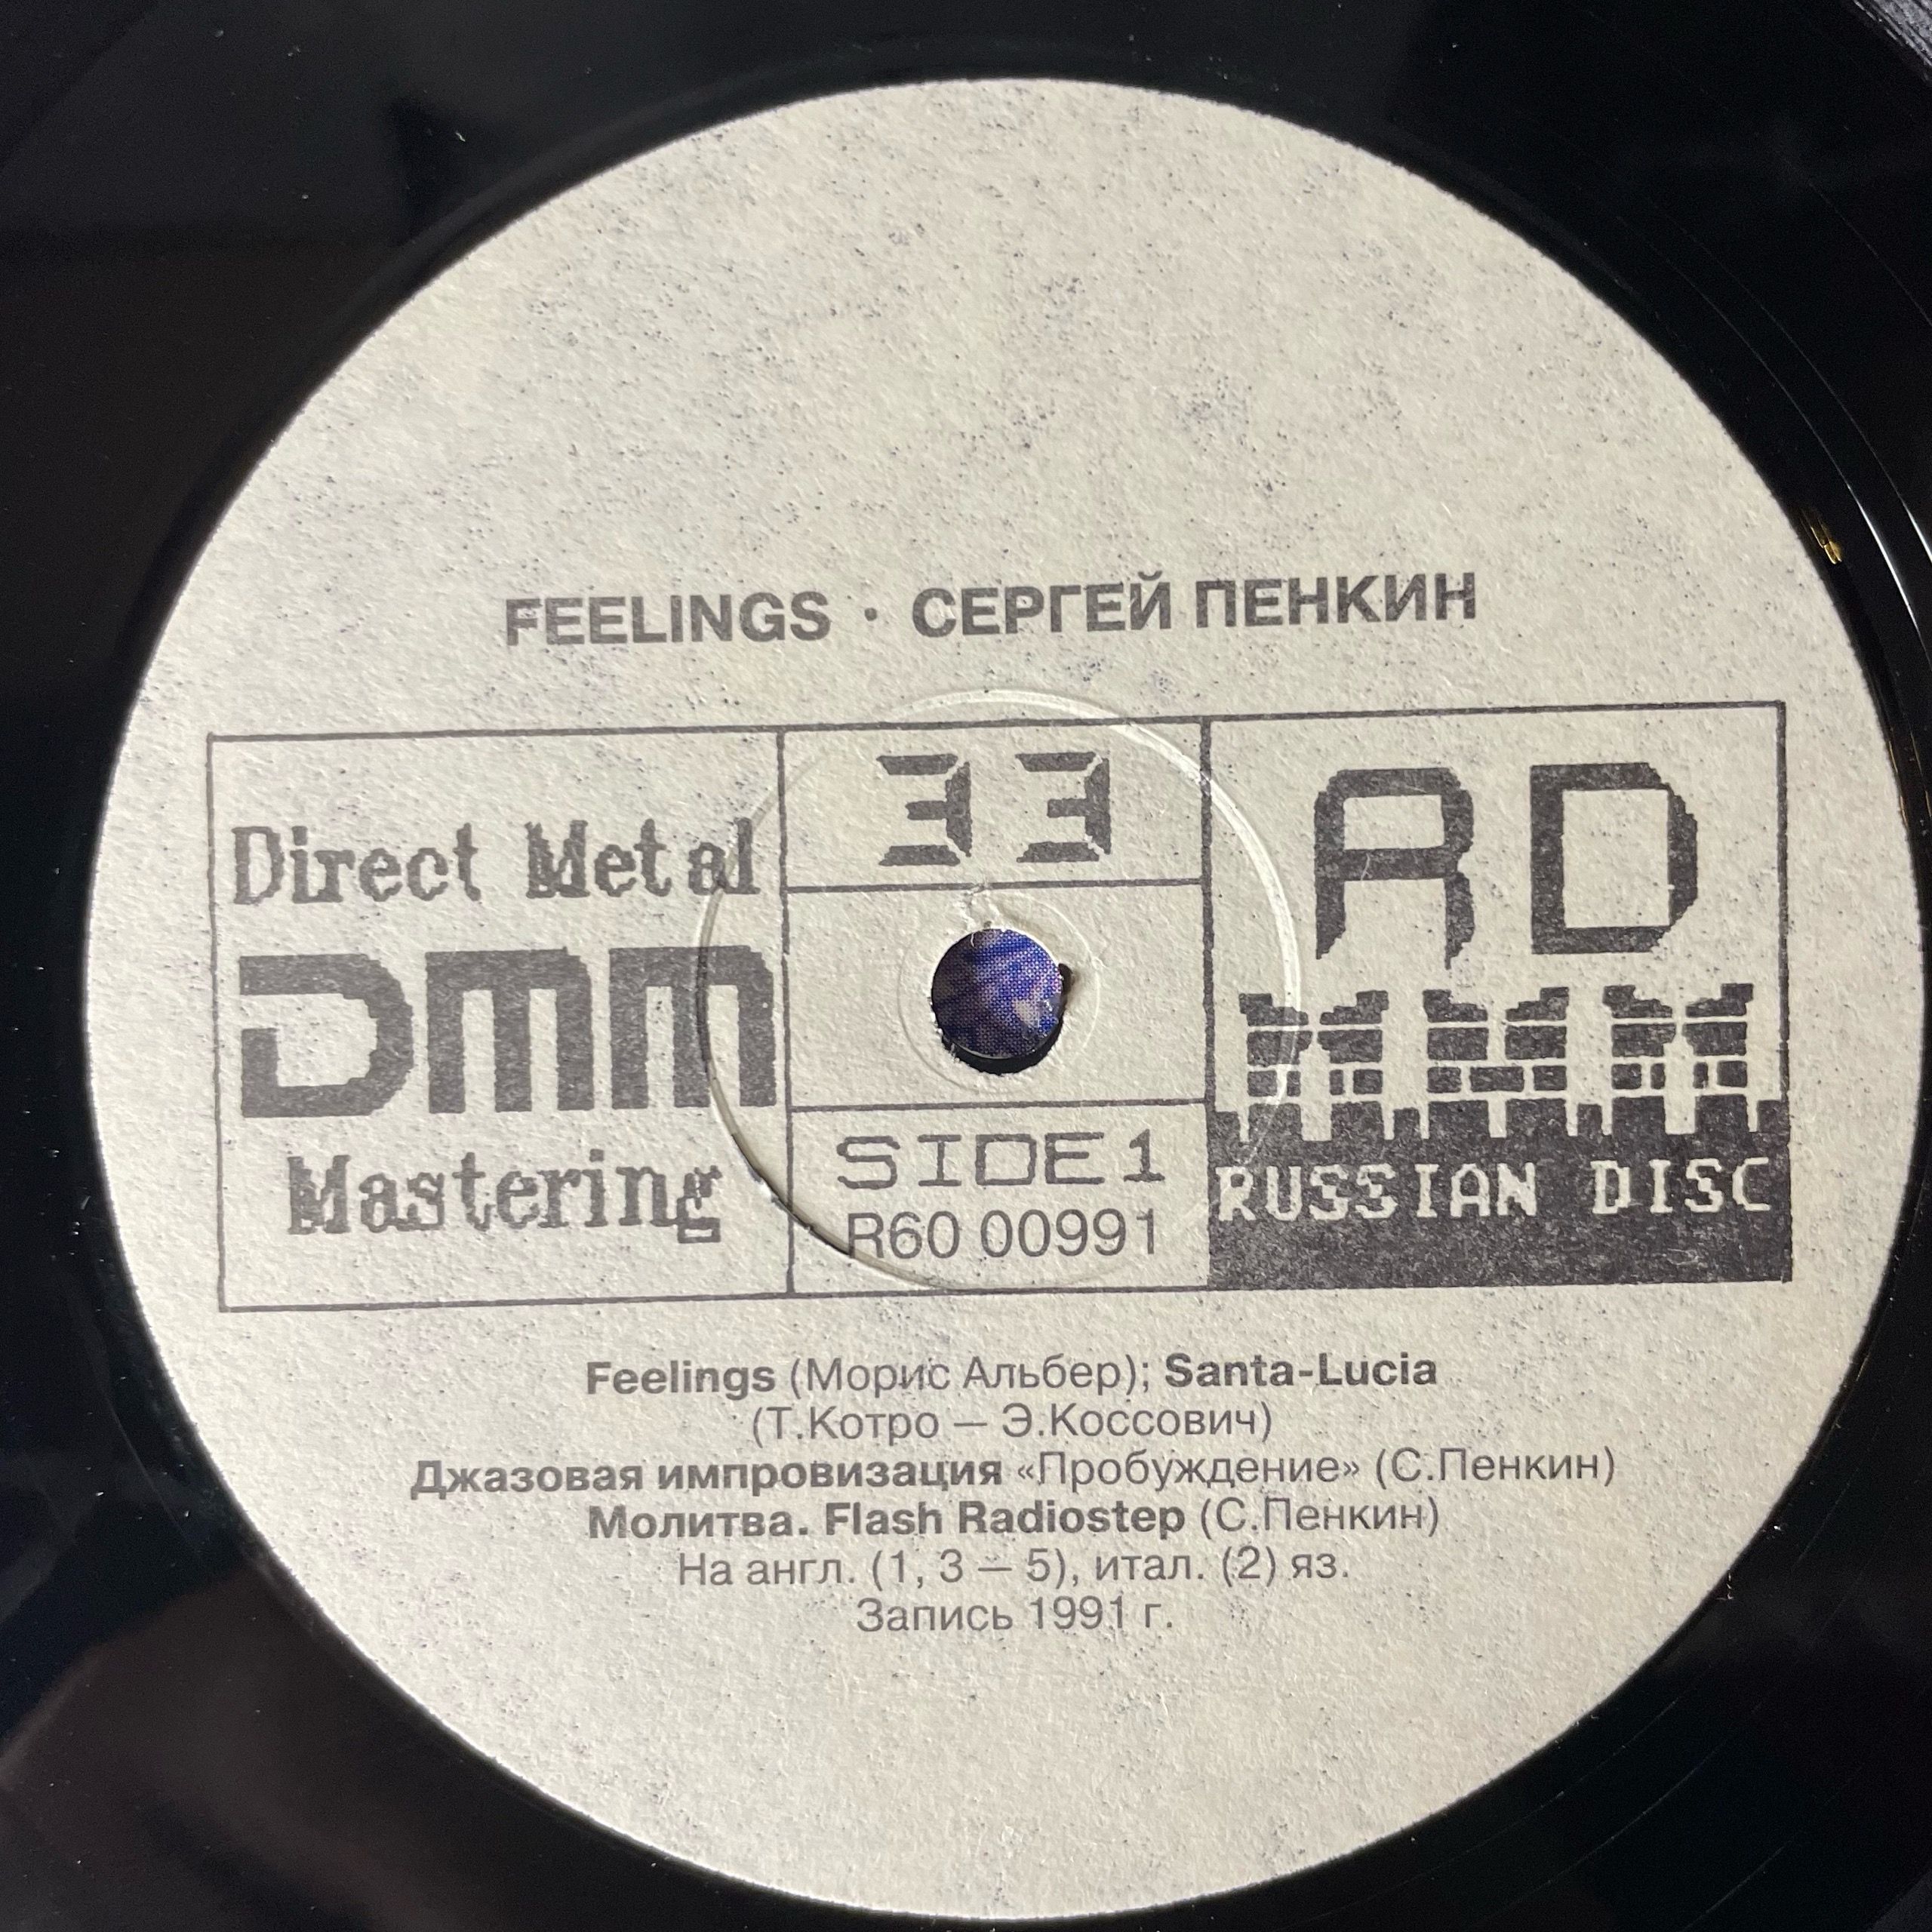 FEELINGS · СЕРГЕЙ ПЕНКИН
Direct Metal
DMM
Mastering
33
SIDE 1
R60 00991
RD
RUSSIAN DISC
Feelings (Морис Альбер); Santa-Lucia
(Т.Котро — Э.Коссович)
Джазовая импровизация «Пробуждение» (С.Пенкин)
Молитва. Flash Radiostep (С.Пенкин)
На англ. (1, 3 — 5), итал. (2) яз.
Запись 1991 г.